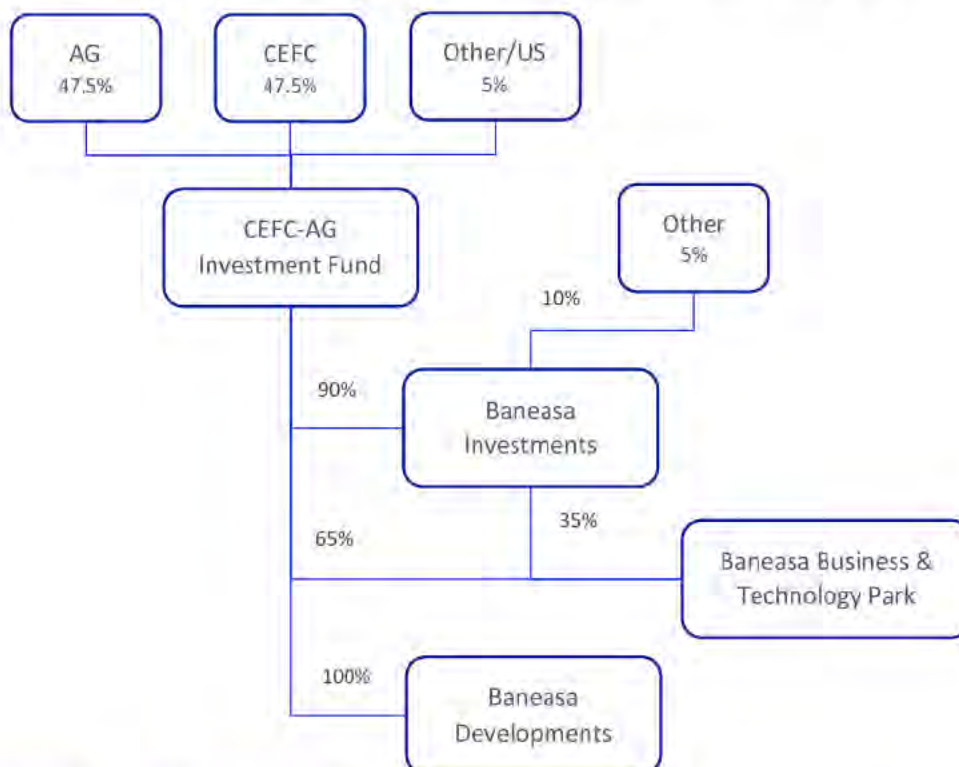 AG
47.5%
CEFC
47.5%
Other/US
5%
CEFC-AG
Investment Fund
Other
5%
10%
90%
Baneasa
Investments
35%
65%
Baneasa Business &
Technology Park
100%
Baneasa
Developments